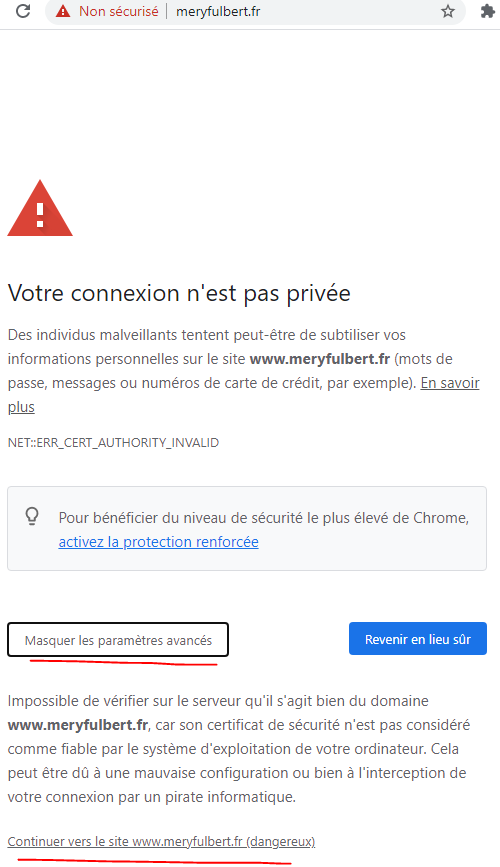 Non sécurisé | meryfulbert.fr
Votre connexion n'est pas privée
Des individus malveillants tentent peut-être de subtiliser vos
informations personnelles sur le site www.meryfulbert.fr (mots de
passe, messages ou numéros de carte de crédit, par exemple). En savoir
plus
NET::ERR_CERT_AUTHORITY_INVALID
Pour bénéficier du niveau de sécurité le plus élevé de Chrome,
activez la protection renforcée
Masquer les paramètres avancés
Revenir en lieu sûr
Impossible de vérifier sur le serveur qu'il s'agit bien du domaine
www.meryfulbert.fr, car son certificat de sécurité n'est pas considéré
comme fiable par le système d'exploitation de votre ordinateur. Cela
peut être dû à une mauvaise configuration ou bien à l'interception de
votre connexion par un pirate informatique.
Continuer vers le site www.meryfulbert.fr (dangereux)